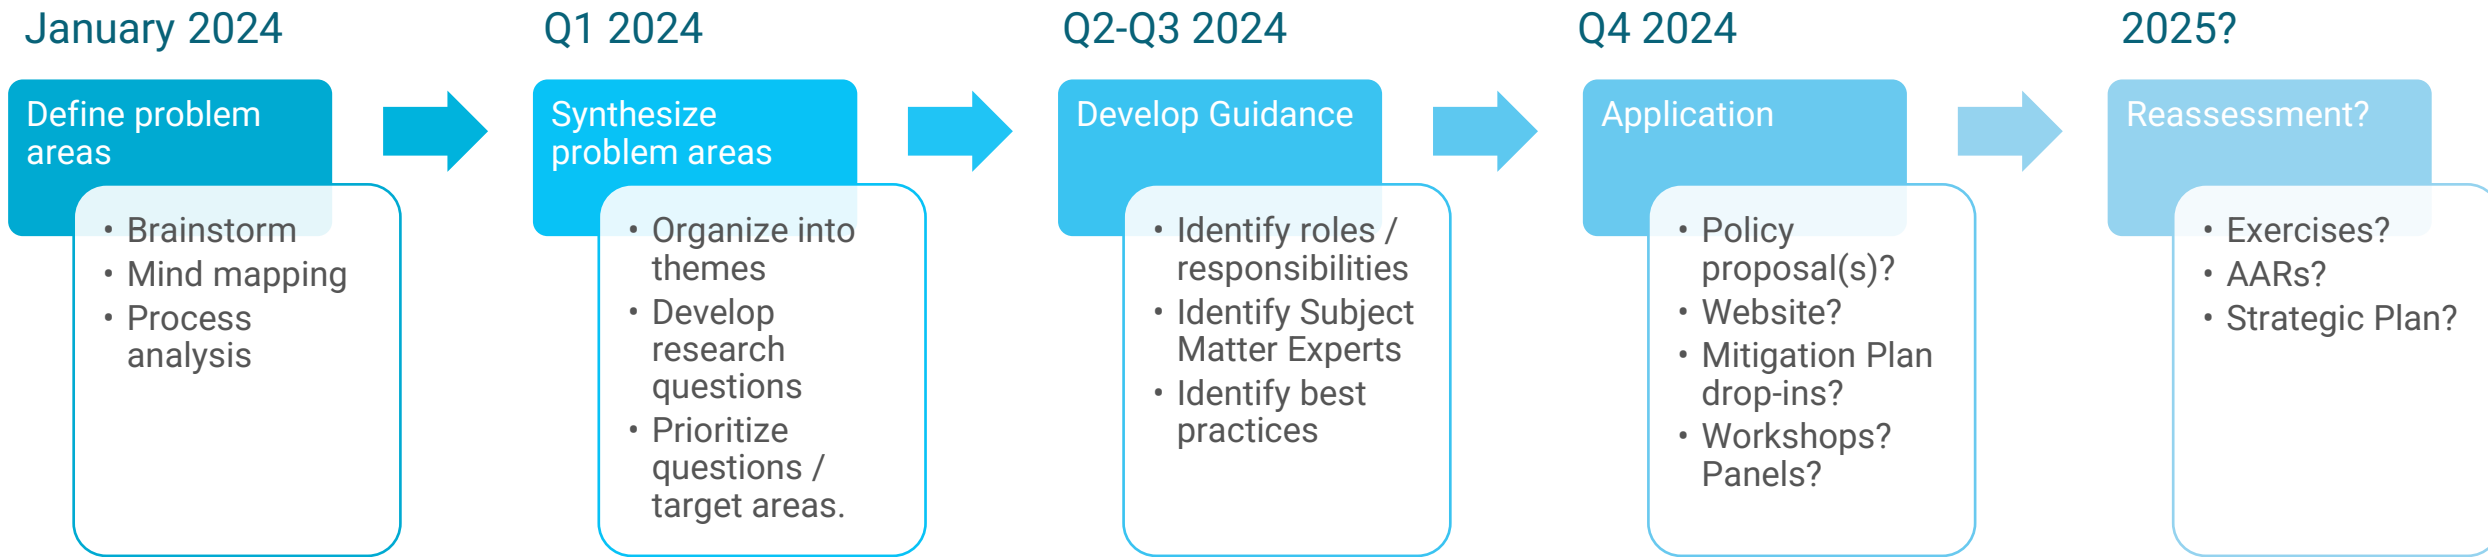 January 2024
Define problem
areas
• Brainstorm
• Mind mapping
• Process
analysis
Q1 2024
Synthesize
problem areas
• Organize into
themes
• Develop
research
questions
• Prioritize
questions /
target areas.
Q2-Q3 2024
Develop Guidance
• Identify roles /
responsibilities
• Identify Subject
Matter Experts
• Identify best
practices
Q4 2024
Application
• Policy
proposal(s)?
• Website?
• Mitigation Plan
drop-ins?
• Workshops?
Panels?
2025?
Reassessment?
• Exercises?
• AARs?
• Strategic Plan?